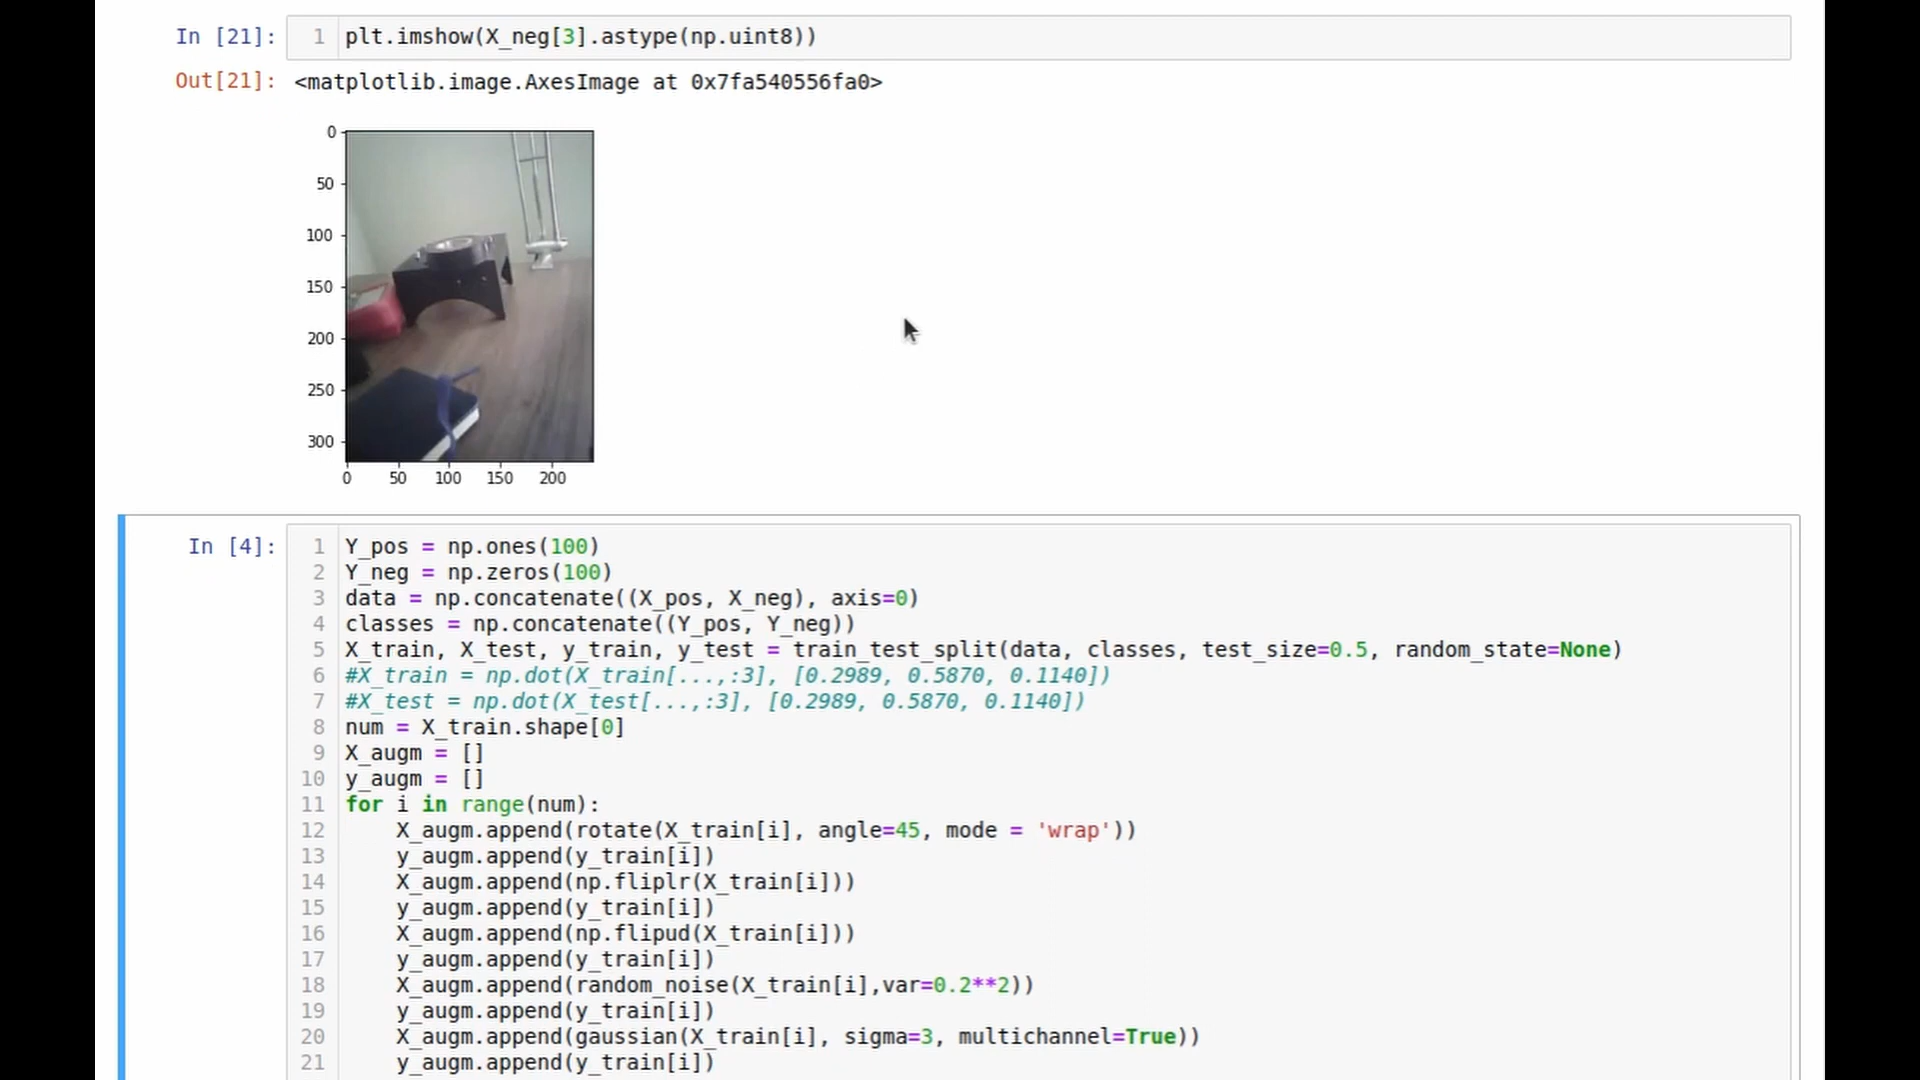 In [21]: 1 plt.imshow(X_neg[3].astype(np.uint8))
Out[21]: <matplotlib.image.AxesImage at 0x7fa540556fa0>
0
50
100
150
200
250
300
0 50 100 150 200
In [4]: 1 Y_pos = np.ones(100)
2 Y_neg = np.zeros(100)
3 data = np.concatenate((X_pos, X_neg), axis=0)
4 classes = np.concatenate((Y_pos, Y_neg))
5 X_train, X_test, y_train, y_test = train_test_split(data, classes, test_size=0.5, random_state=None)
6 #X_train = np.dot(X_train[...,:3], [0.2989, 0.5870, 0.1140])
7 #X_test = np.dot(X_test[...,:3], [0.2989, 0.5870, 0.1140])
8 num = X_train.shape[0]
9 X_augm = []
10 y_augm = []
11 for i in range(num):
12     X_augm.append(rotate(X_train[i], angle=45, mode = 'wrap'))
13     y_augm.append(y_train[i])
14     X_augm.append(np.fliplr(X_train[i]))
15     y_augm.append(y_train[i])
16     X_augm.append(np.flipud(X_train[i]))
17     y_augm.append(y_train[i])
18     X_augm.append(random_noise(X_train[i],var=0.2**2))
19     y_augm.append(y_train[i])
20     X_augm.append(gaussian(X_train[i], sigma=3, multichannel=True))
21     y_augm.append(y_train[i])